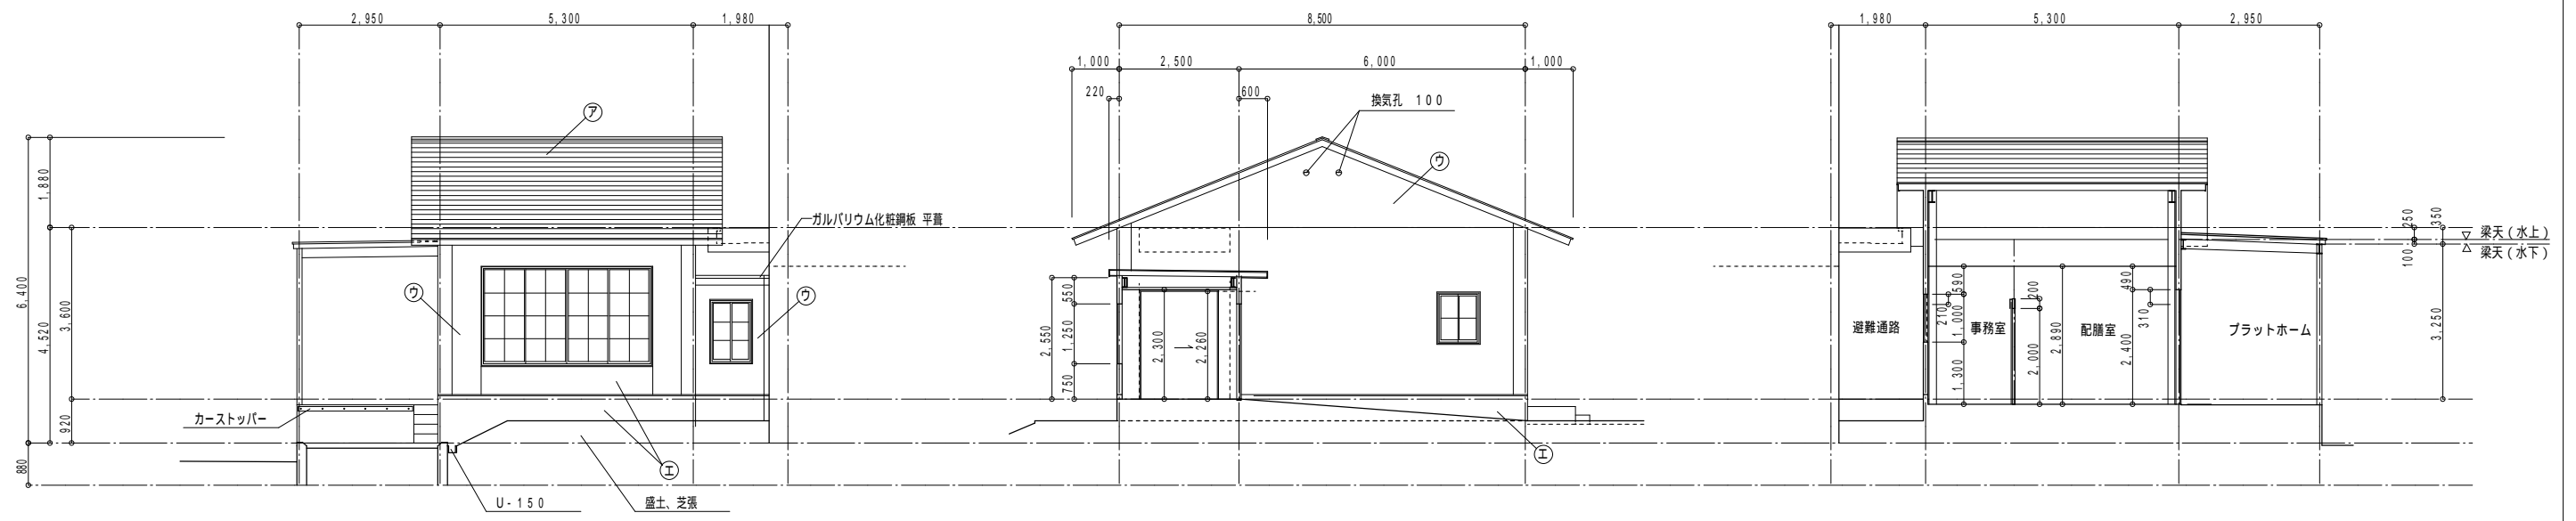 2,950
5,300
1,980
ア
1,880
6,400
4,520
3,600
920
880
ガルバリウム化粧鋼板 平葺
ウ
ウ
カーストッパー
エ
U-150
盛土、芝張
8,500
1,000
2,500
6,000
1,000
220
600
換気孔 100
ウ
2,550
550
1,250
750
2,300
2,260
エ
1,980
5,300
2,950
250
350
梁天(水上)
梁天(水下)
100
3,250
避難通路
事務室
配膳室
プラットホーム
210
590
1,000
1,300
200
2,000
2,890
490
2,400
310